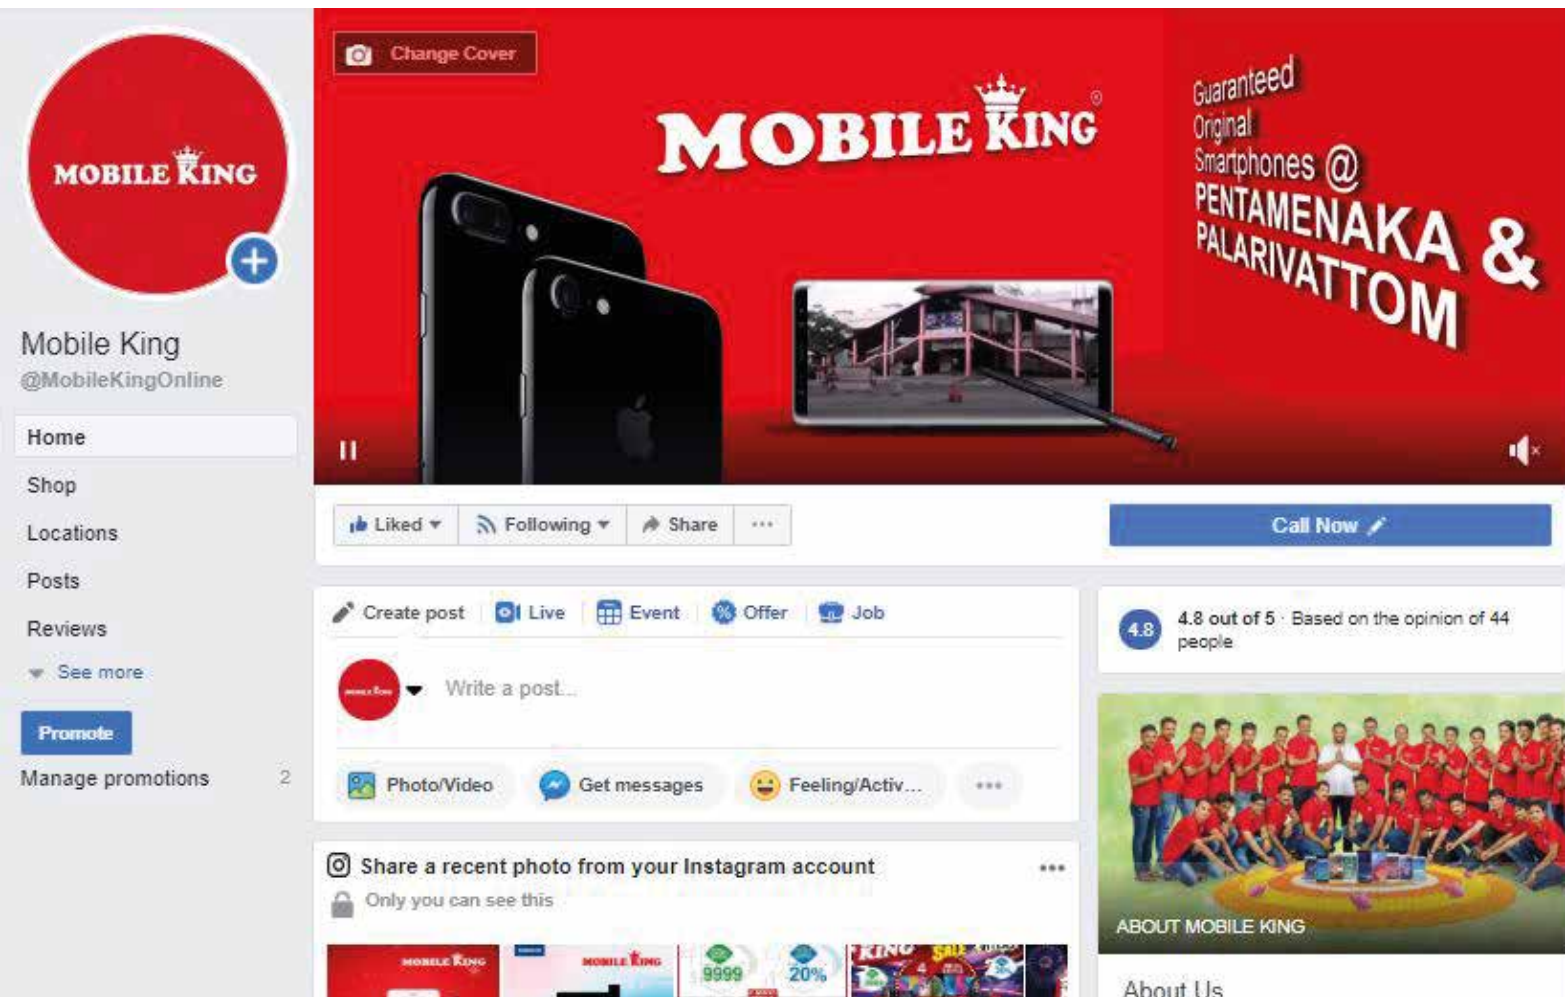 MOBILE KING
Mobile King
@MobileKingOnline
Home
Shop
Locations
Posts
Reviews
See more
Promote
Manage promotions 2
Change Cover
MOBILE KING ®
Guaranteed
Original
Smartphones @
PENTAMENAKA &
PALARIVATTOM
Liked
Following
Share
...
Call Now
Create post
Live
Event
Offer
Job
Write a post...
Photo/Video
Get messages
Feeling/Activ...
...
Share a recent photo from your Instagram account
...
Only you can see this
MOBILE KING
MOBILE KING
9999
20%
KING
SALE
4.8
4.8 out of 5 · Based on the opinion of 44
people
ABOUT MOBILE KING
About Us